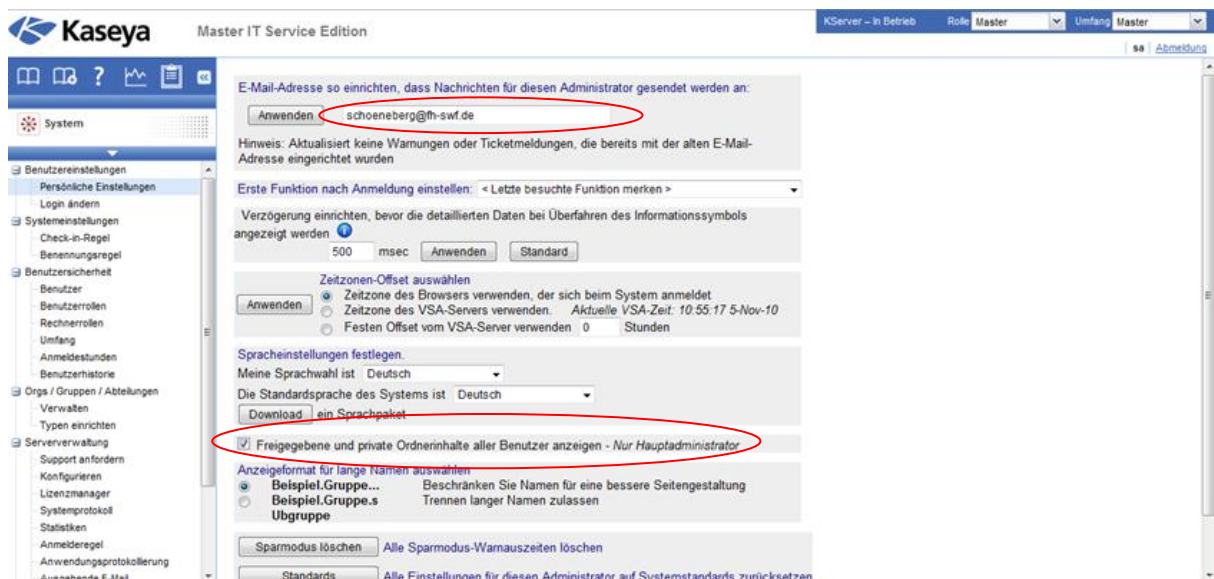 Kaseya
Master IT Service Edition
KServer – In Betrieb
Rolle Master
Umfang Master
sa | Abmeldung
System
Benutzereinstellungen
Persönliche Einstellungen
Login ändern
Systemeinstellungen
Check-in-Regel
Benennungsregel
Benutzersicherheit
Benutzer
Benutzerrollen
Rechnerrollen
Umfang
Anmeldestunden
Benutzerhistorie
Orgs / Gruppen / Abteilungen
Verwalten
Typen einrichten
Serververwaltung
Support anfordern
Konfigurieren
Lizenzmanager
Systemprotokoll
Statistiken
Anmelderegel
Anwendungsprotokollierung
Ausgehende E-Mail
E-Mail-Adresse so einrichten, dass Nachrichten für diesen Administrator gesendet werden an:
Anwenden schoeneberg@fh-swf.de
Hinweis: Aktualisiert keine Warnungen oder Ticketmeldungen, die bereits mit der alten E-Mail-
Adresse eingerichtet wurden
Erste Funktion nach Anmeldung einstellen: < Letzte besuchte Funktion merken >
Verzögerung einrichten, bevor die detaillierten Daten bei Überfahren des Informationssymbols
angezeigt werden
500 msec Anwenden Standard
Zeitzonen-Offset auswählen
Anwenden
Zeitzone des Browsers verwenden, der sich beim System anmeldet
Zeitzone des VSA-Servers verwenden. Aktuelle VSA-Zeit: 10:55:17 5-Nov-10
Festen Offset vom VSA-Server verwenden 0 Stunden
Spracheinstellungen festlegen.
Meine Sprachwahl ist Deutsch
Die Standardsprache des Systems ist Deutsch
Download ein Sprachpaket
Freigegebene und private Ordnerinhalte aller Benutzer anzeigen - Nur Hauptadministrator
Anzeigeformat für lange Namen auswählen
Beispiel.Gruppe... Beschränken Sie Namen für eine bessere Seitengestaltung
Beispiel.Gruppe.s Trennen langer Namen zulassen
Ubgruppe
Sparmodus löschen Alle Sparmodus-Warnauszeiten löschen
Standards Alle Einstellungen für diesen Administrator auf Systemstandards zurücksetzen